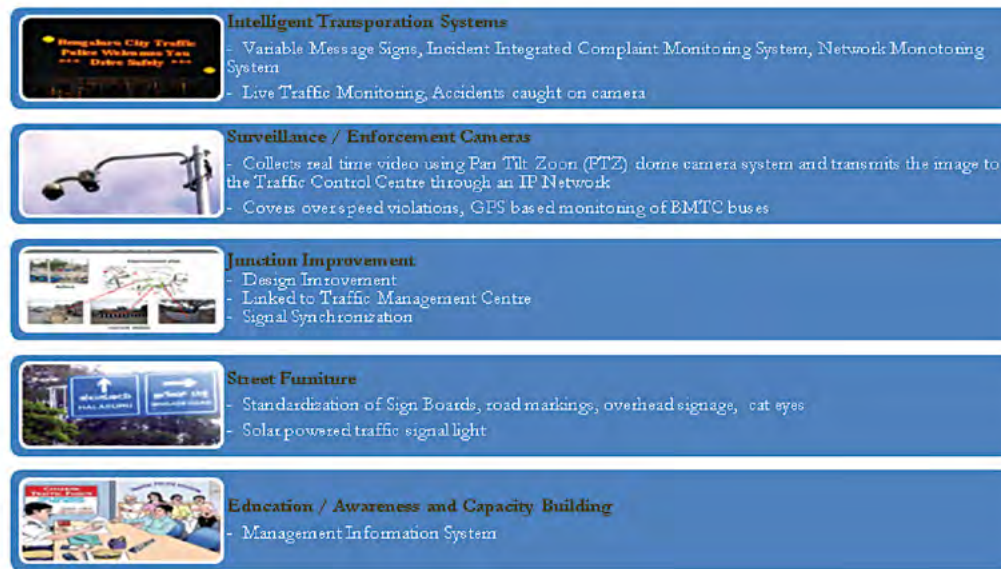 Intelligent Transporation Systems
Bengaluru City Traffic
Police Welcomes You
*** Drive Safely ***
- Variable Message Signs, Incident Integrated Complaint Monitoring System, Network Monotoring
System
- Live Traffic Monitoring, Accidents caught on camera
Surveillance / Enforcement Cameras
- Collects real time video using Pan Tilt Zoon (PTZ) dome camera system and transmits the image to
the Traffic Control Centre through an IP Network
- Covers over speed violations, GPS based monitoring of BMTC buses
Junction Improvement
- Design Imrovement
- Linked to Traffic Management Centre
- Signal Synchronization
Street Furniture
HALASURU
- Standardization of Sign Boards, road markings, overhead signage, cat eyes
- Solar powered traffic signal light
Education / Awareness and Capacity Building
- Management Information System